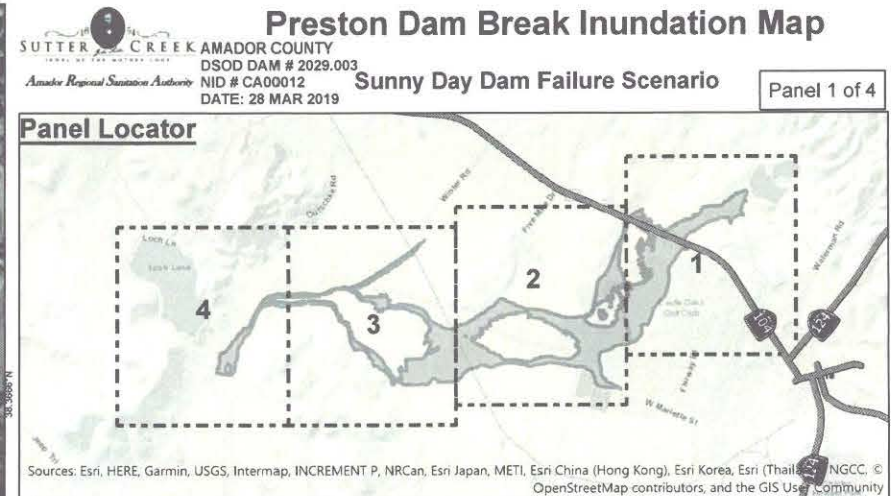 Preston Dam Break Inundation Map
SUTTER CREEK
AMADOR COUNTY
DSOD DAM # 2029.003
Amador Regional Sanitation Authority
NID # CA00012
DATE: 28 MAR 2019
Sunny Day Dam Failure Scenario
Panel 1 of 4
Panel Locator
Loch Ln
Waterman Rd
1
2
3
4
104
124
W Marlette St
Sources: Esri, HERE, Garmin, USGS, Intermap, INCREMENT P, NRCan, Esri Japan, METI, Esri China (Hong Kong), Esri Korea, Esri (Thailand), NGCC, ©
OpenStreetMap contributors, and the GIS User Community